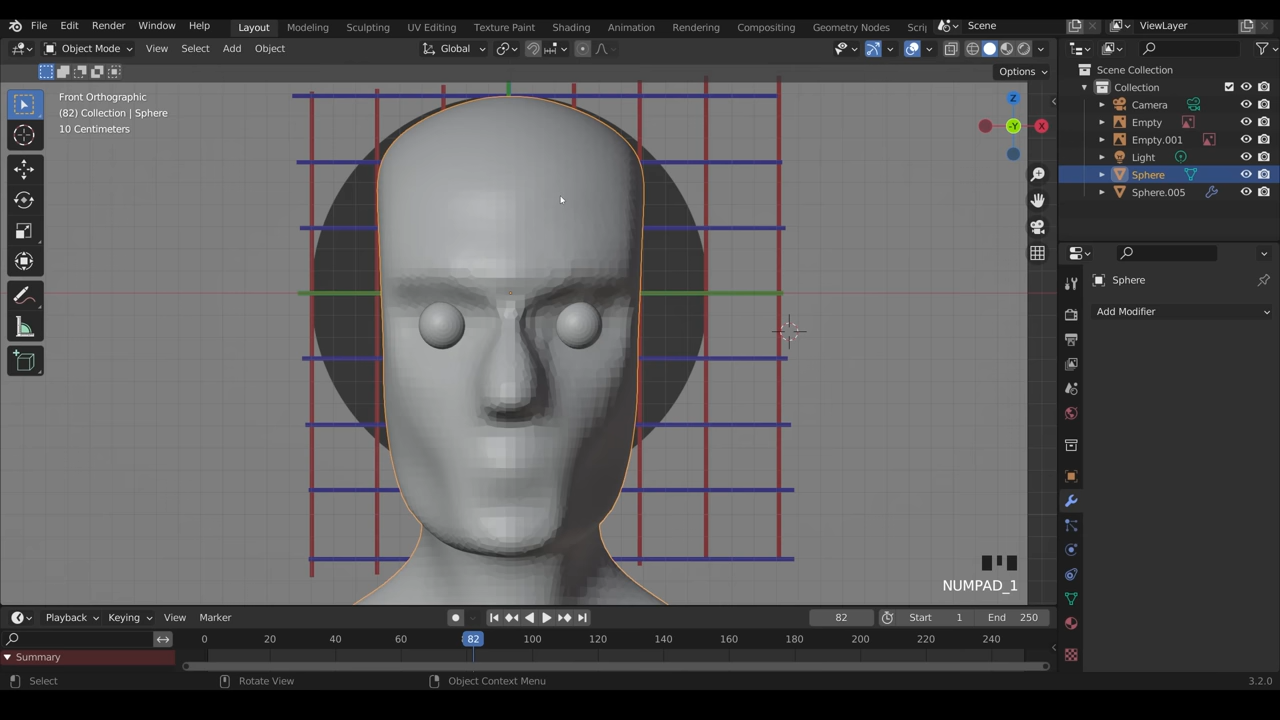 File Edit Render Window Help Layout Modeling Sculpting UV Editing Texture Paint Shading Animation Rendering Compositing Geometry Nodes Scrip Scene ViewLayer
Object Mode View Select Add Object Global
Options
Front Orthographic
(82) Collection | Sphere
10 Centimeters
Z
-Y X
Scene Collection
Collection
Camera
Empty
Empty.001
Light
Sphere
Sphere.005
Sphere
Add Modifier
NUMPAD_1
Playback Keying View Marker 82 Start 1 End 250
0 20 40 60 82 100 120 140 160 180 200 220 240
Summary
Select Rotate View Object Context Menu 3.2.0